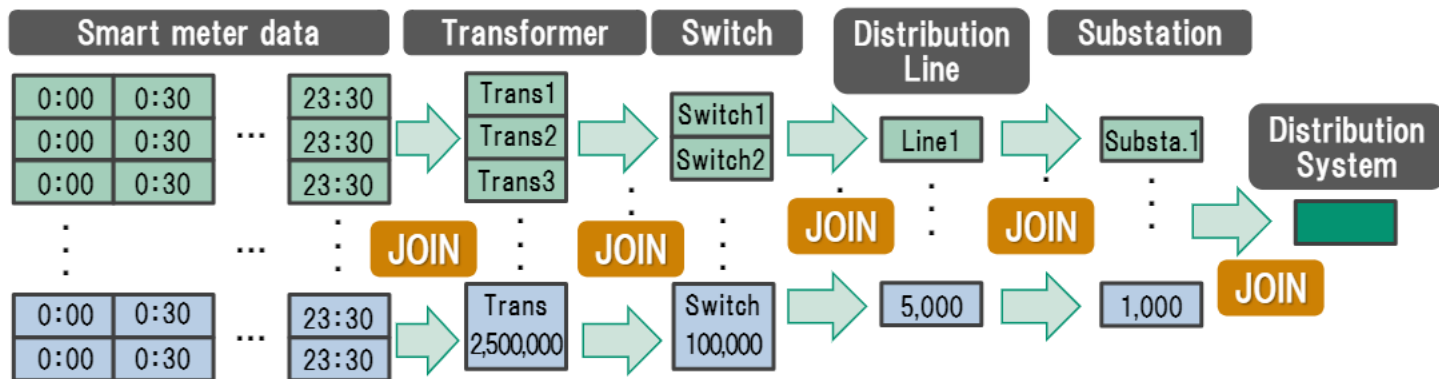 Smart meter data
Transformer
Switch
Distribution
Line
Substation
Distribution
System
0:00 0:30 ... 23:30
0:00 0:30 ... 23:30
0:00 0:30 ... 23:30
Trans1
Trans2
Trans3
Switch1
Switch2
Line1
Substa.1
JOIN
JOIN
JOIN
JOIN
JOIN
...
0:00 0:30 ... 23:30
0:00 0:30 23:30
Trans
2,500,000
Switch
100,000
5,000
1,000